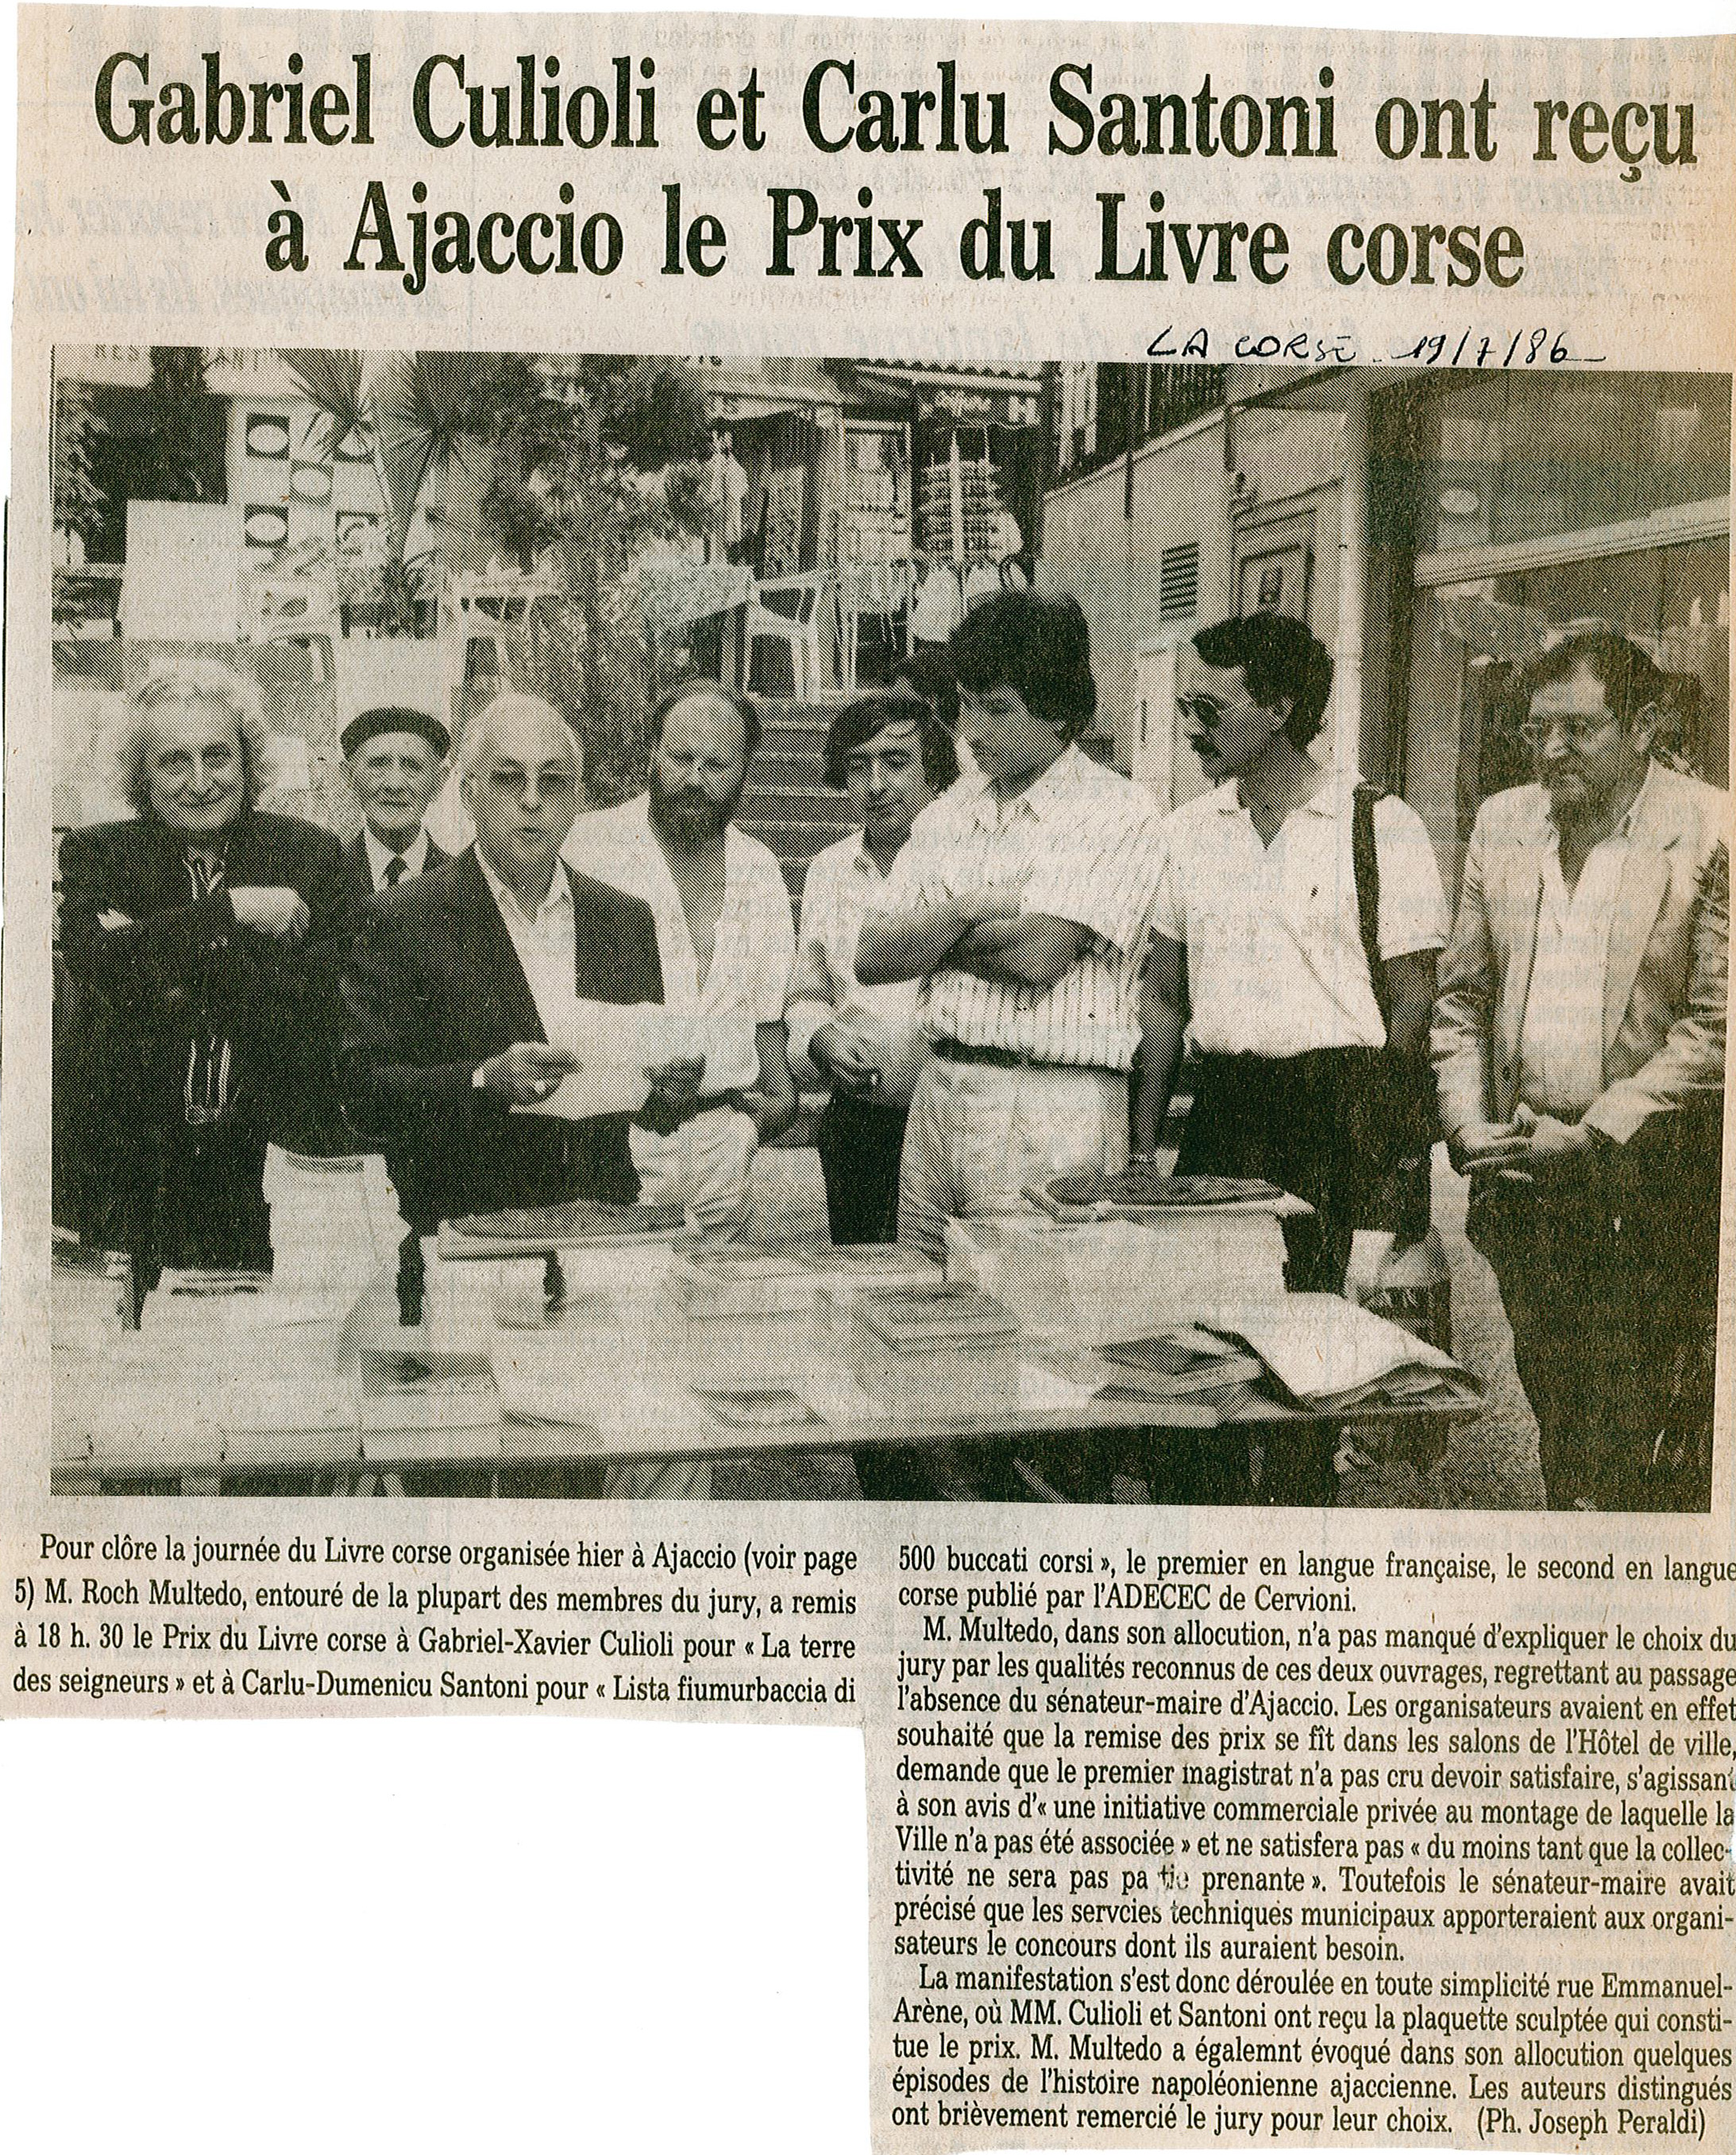 Gabriel Culioli et Carlu Santoni ont reçu
à Ajaccio le Prix du Livre corse
LA CORSE 19/7/86
Pour clôre la journée du Livre corse organisée hier à Ajaccio (voir page
5) M. Roch Multedo, entouré de la plupart des membres du jury, a remis
à 18 h. 30 le Prix du Livre corse à Gabriel-Xavier Culioli pour « La terre
des seigneurs » et à Carlu-Dumenicu Santoni pour « Lista fiumurbaccia di
500 buccati corsi », le premier en langue française, le second en langue
corse publié par l'ADECEC de Cervioni.
M. Multedo, dans son allocution, n'a pas manqué d'expliquer le choix du
jury par les qualités reconnus de ces deux ouvrages, regrettant au passage
l'absence du sénateur-maire d'Ajaccio. Les organisateurs avaient en effet
souhaité que la remise des prix se fît dans les salons de l'Hôtel de ville,
demande que le premier magistrat n'a pas cru devoir satisfaire, s'agissant
à son avis d'« une initiative commerciale privée au montage de laquelle la
Ville n'a pas été associée » et ne satisfera pas « du moins tant que la collec-
tivité ne sera pas pa tie prenante ». Toutefois le sénateur-maire avait
précisé que les servcies techniques municipaux apporteraient aux organi-
sateurs le concours dont ils auraient besoin.
La manifestation s'est donc déroulée en toute simplicité rue Emmanuel-
Arène, où MM. Culioli et Santoni ont reçu la plaquette sculptée qui consti-
tue le prix. M. Multedo a égalemnt évoqué dans son allocution quelques
épisodes de l'histoire napoléonienne ajaccienne. Les auteurs distingués
ont brièvement remercié le jury pour leur choix. (Ph. Joseph Peraldi)